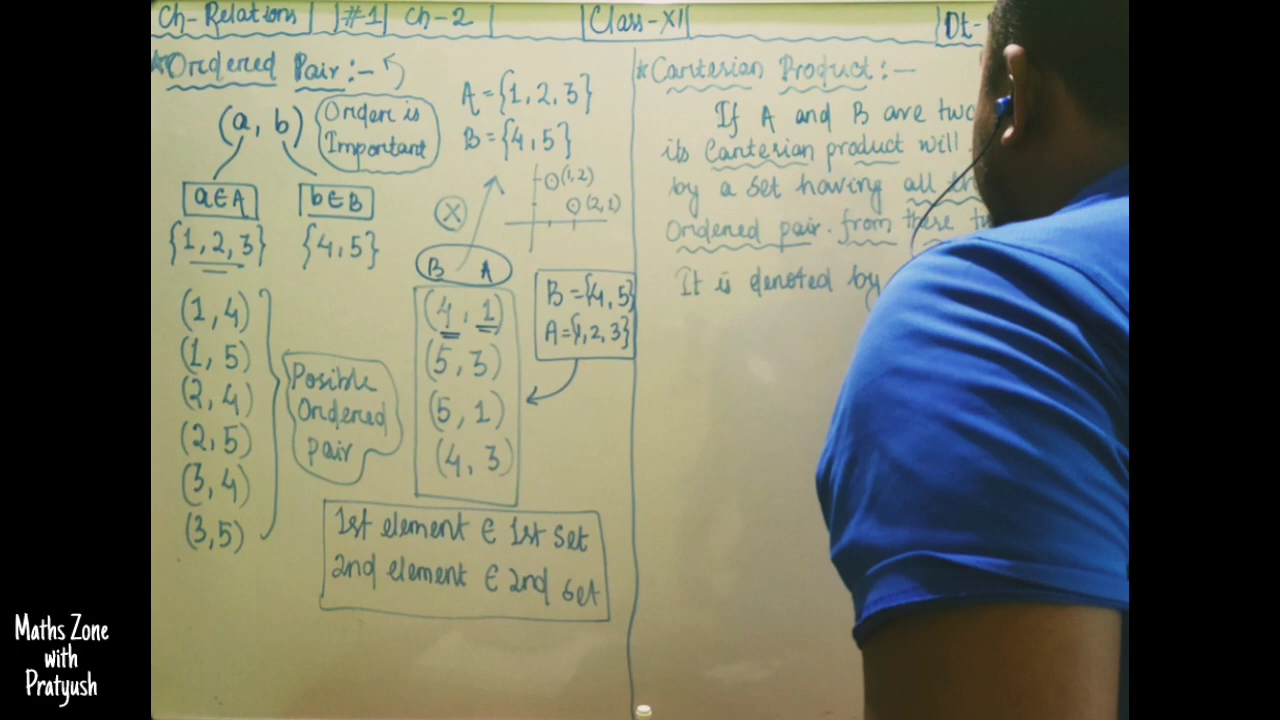 Ch- Relations | #1 | Ch-2 | Class-XI | Dt-
*Ordered Pair:-
(a, b)
Order is
Important
a∈A
b∈B
{1, 2, 3}
{4, 5}
(1, 4)
(1, 5)
(2, 4)
(2, 5)
(3, 4)
(3, 5)
Posible
Ordered
pair
A = {1, 2, 3}
B = {4, 5}
(1, 2)
(2, 1)
X
B A
(4, 1)
(5, 3)
(5, 1)
(4, 3)
B = {4, 5}
A = {1, 2, 3}
1st element ∈ 1st set
2nd element ∈ 2nd set
*Cartesian Product:-
If A and B are two
its Cartesian product will
by a set having all
Ordered pair from these
It is denoted by
Maths Zone
with
Pratyush